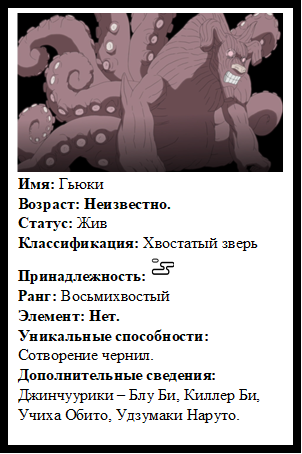 Имя: Гьюки
Возраст: Неизвестно.
Статус: Жив
Классификация: Хвостатый зверь
Принадлежность:
Ранг: Восьмихвостый
Элемент: Нет.
Уникальные способности:
Сотворение чернил.
Дополнительные сведения:
Джинчуурики – Блу Би, Киллер Би,
Учиха Обито, Удзумаки Наруто.